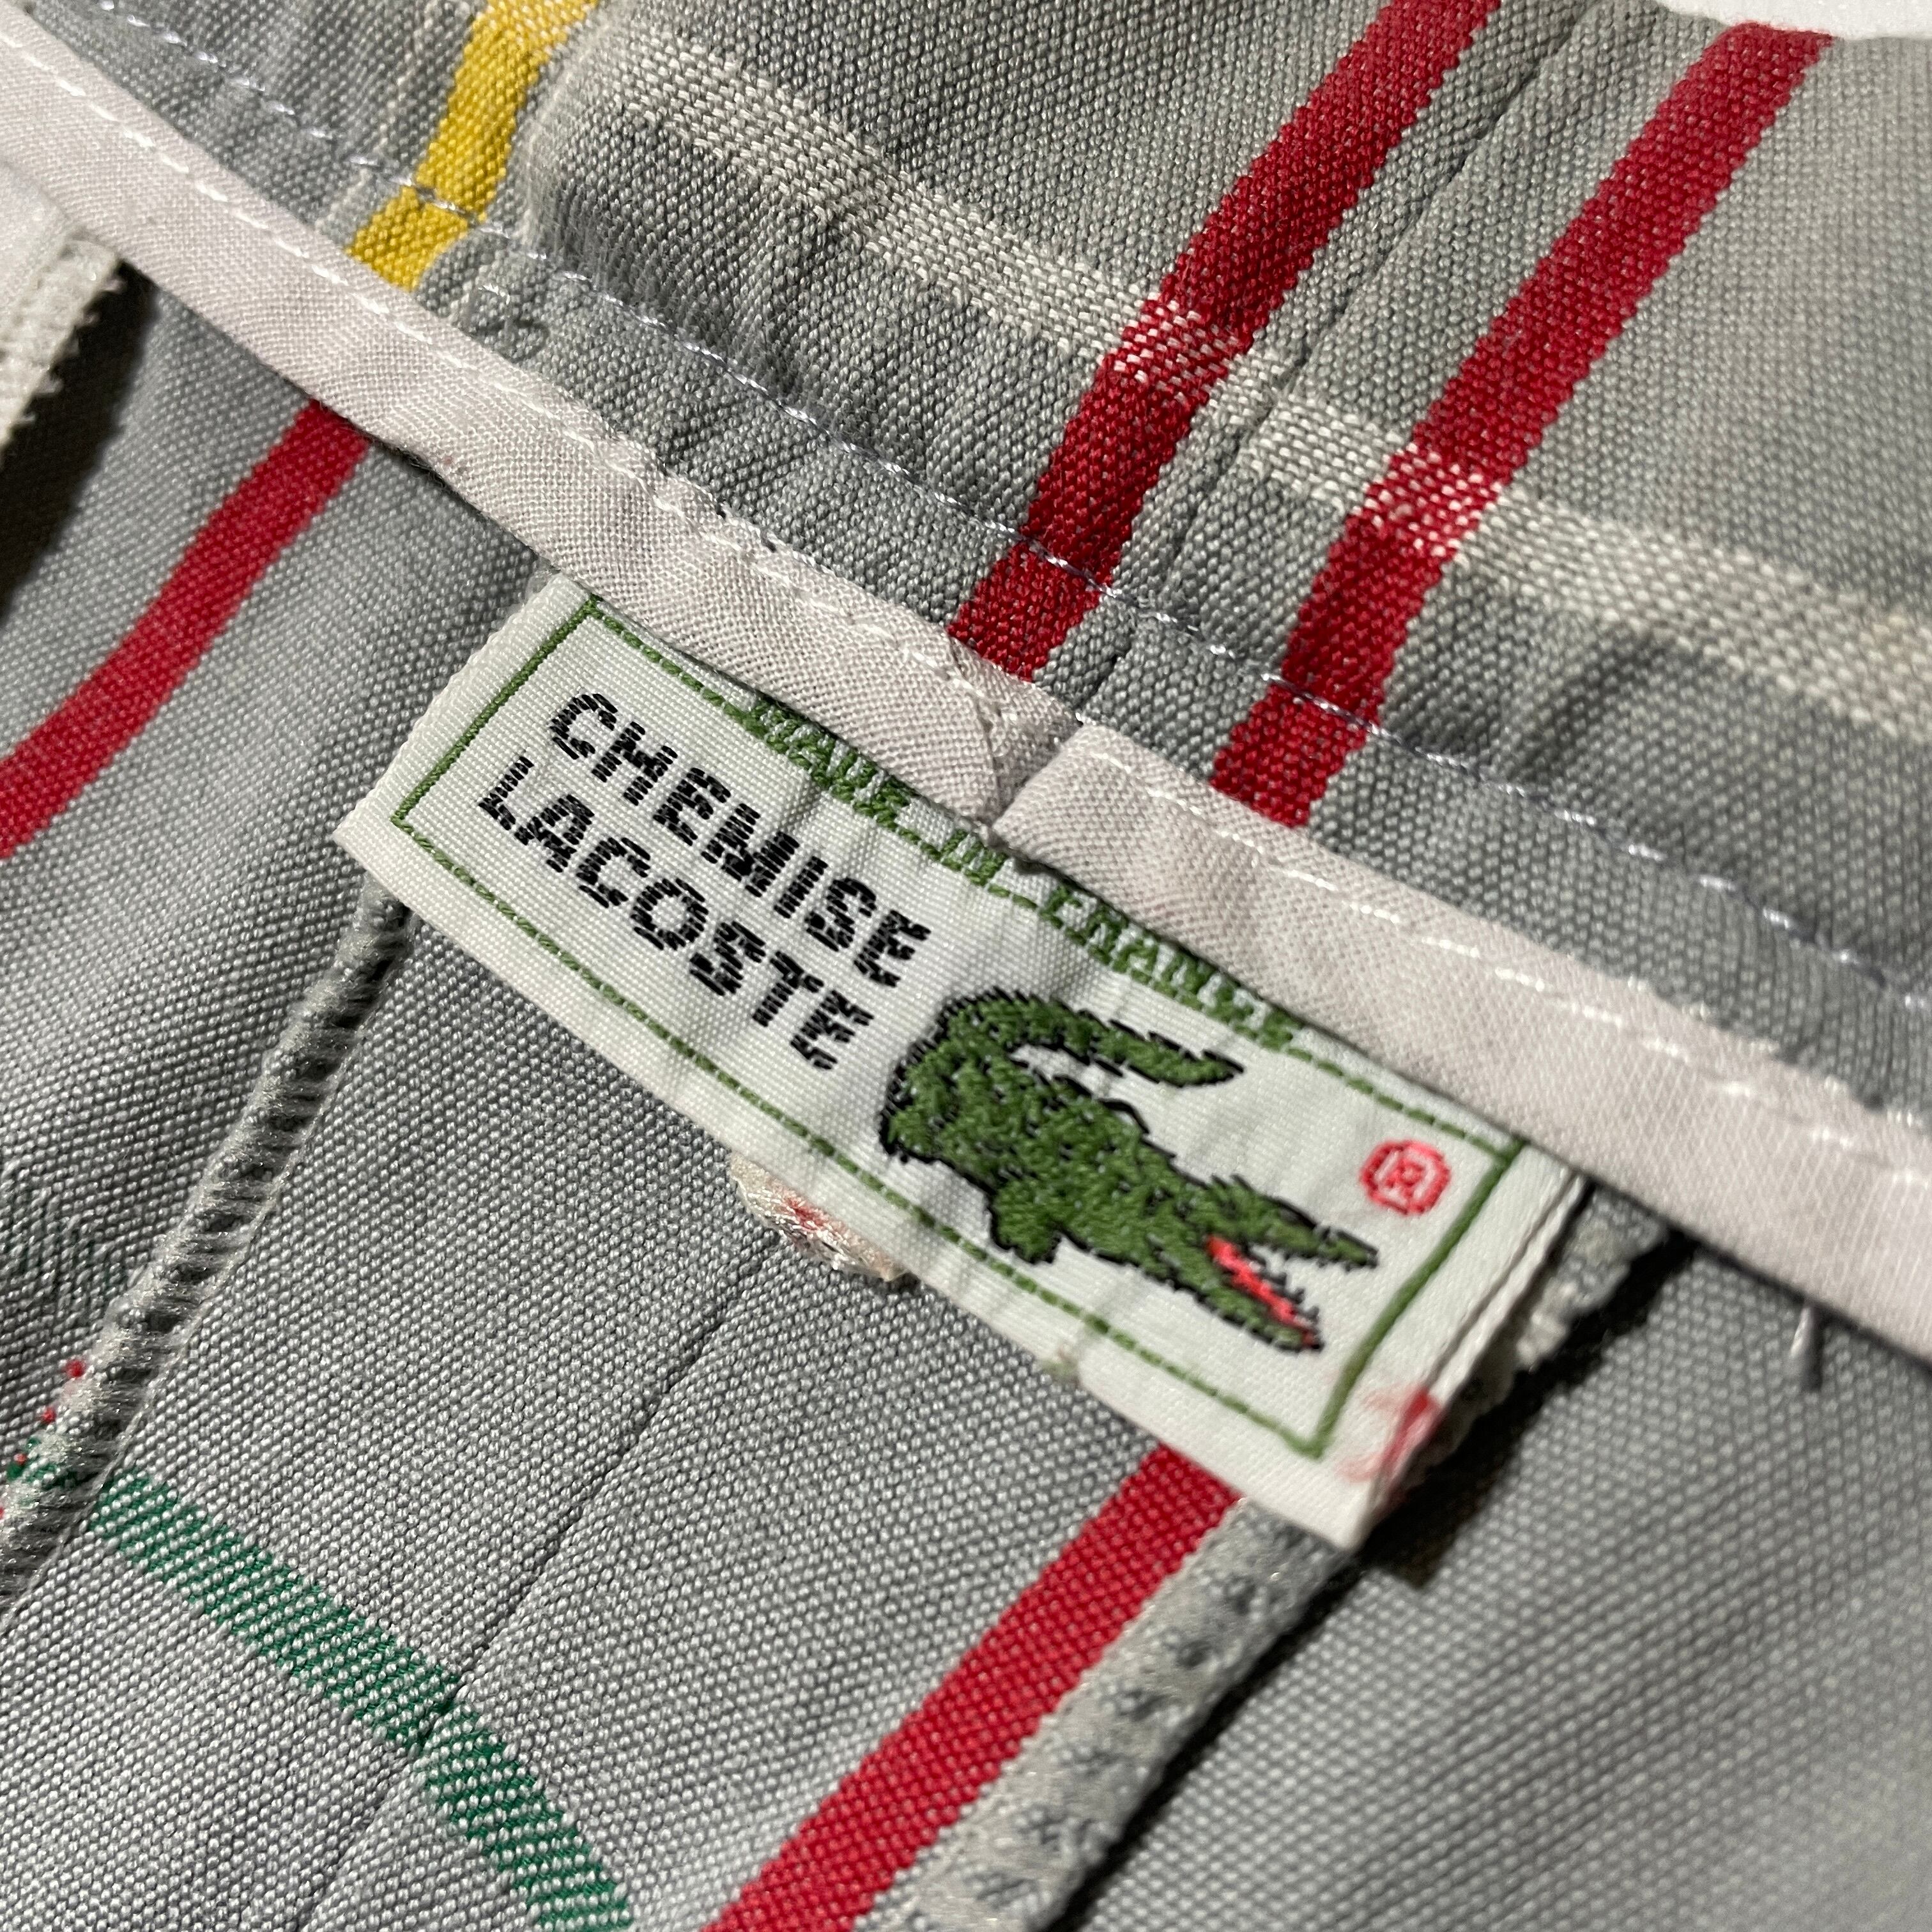 MADE IN FRANCE
CHEMISE
LACOSTE
®